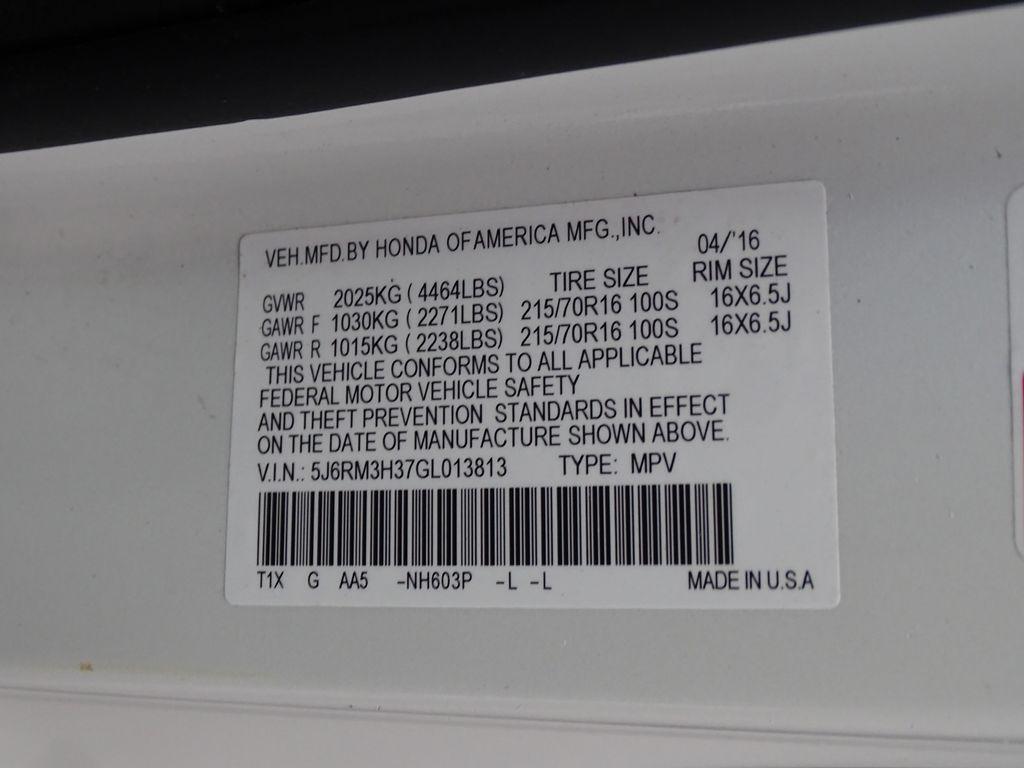 VEH.MFD.BY HONDA OF AMERICA MFG.,INC. 04/'16
TIRE SIZE RIM SIZE
GVWR 2025KG ( 4464LBS)
GAWR F 1030KG ( 2271LBS) 215/70R16 100S 16X6.5J
GAWR R 1015KG ( 2238LBS) 215/70R16 100S 16X6.5J
THIS VEHICLE CONFORMS TO ALL APPLICABLE
FEDERAL MOTOR VEHICLE SAFETY
AND THEFT PREVENTION STANDARDS IN EFFECT
ON THE DATE OF MANUFACTURE SHOWN ABOVE.
V.I.N.: 5J6RM3H37GL013813 TYPE: MPV
T1X G AA5 -NH603P -L -L MADE IN U.S.A